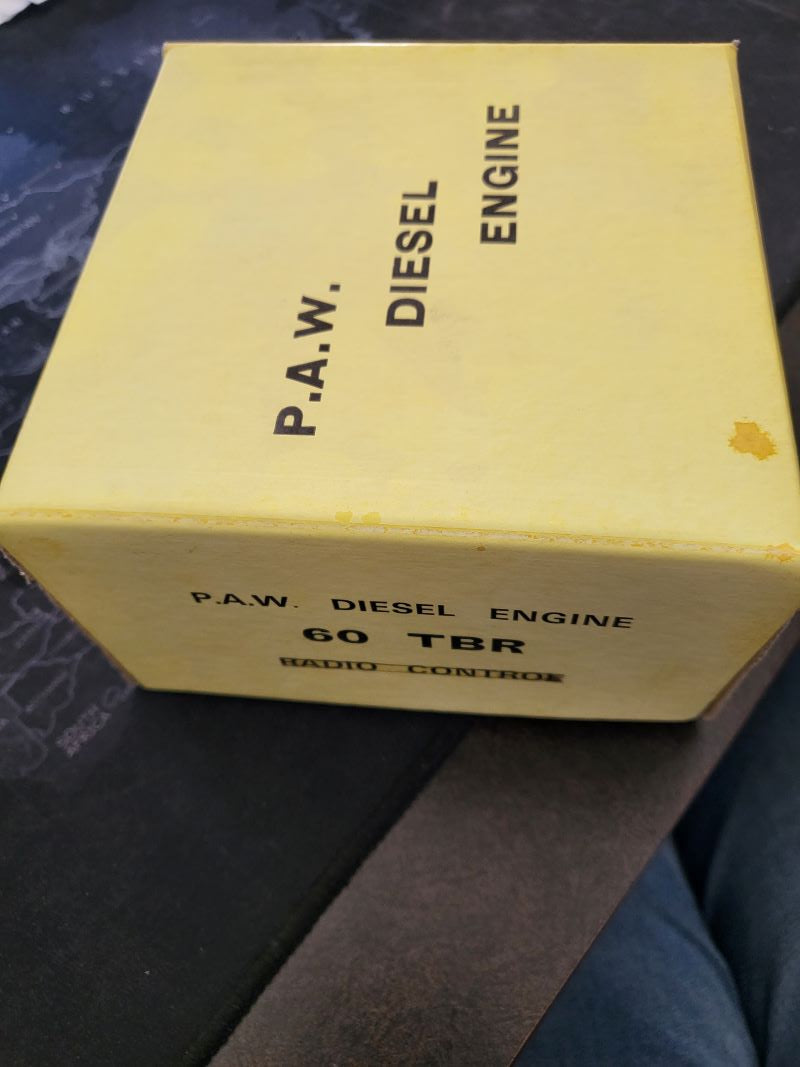 P.A.W.
DIESEL
ENGINE
P.A.W. DIESEL ENGINE
60 TBR
RADIO CONTROL